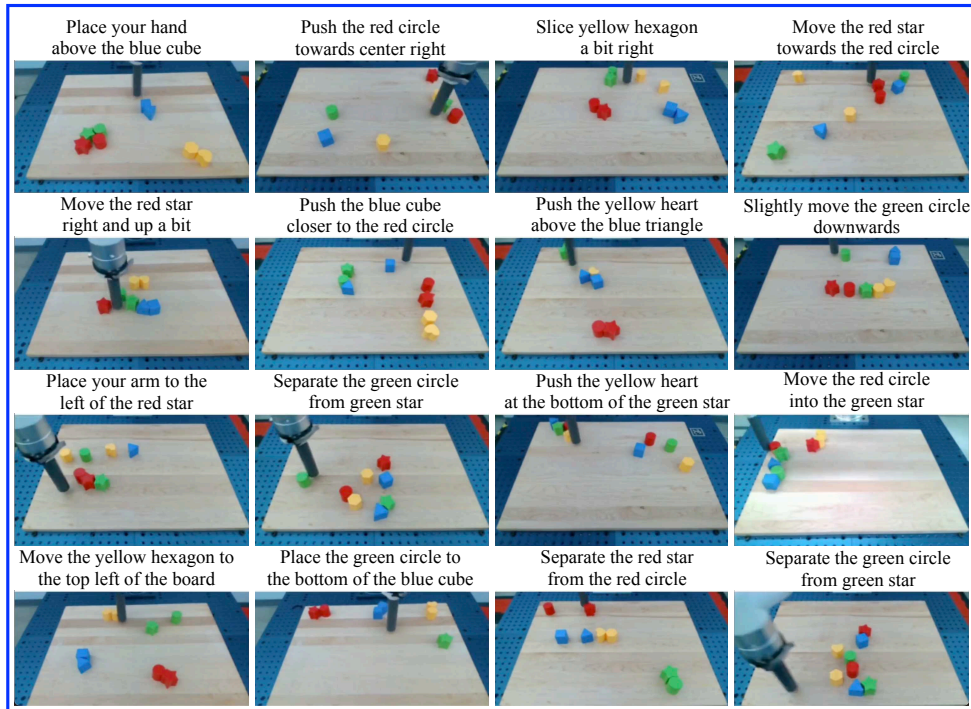 Place your hand
above the blue cube
Push the red circle
towards center right
Slice yellow hexagon
a bit right
Move the red star
towards the red circle
Move the red star
right and up a bit
Push the blue cube
closer to the red circle
Push the yellow heart
above the blue triangle
Slightly move the green circle
downwards
Place your arm to the
left of the red star
Separate the green circle
from green star
Push the yellow heart
at the bottom of the green star
Move the red circle
into the green star
Move the yellow hexagon to
the top left of the board
Place the green circle to
the bottom of the blue cube
Separate the red star
from the red circle
Separate the green circle
from green star